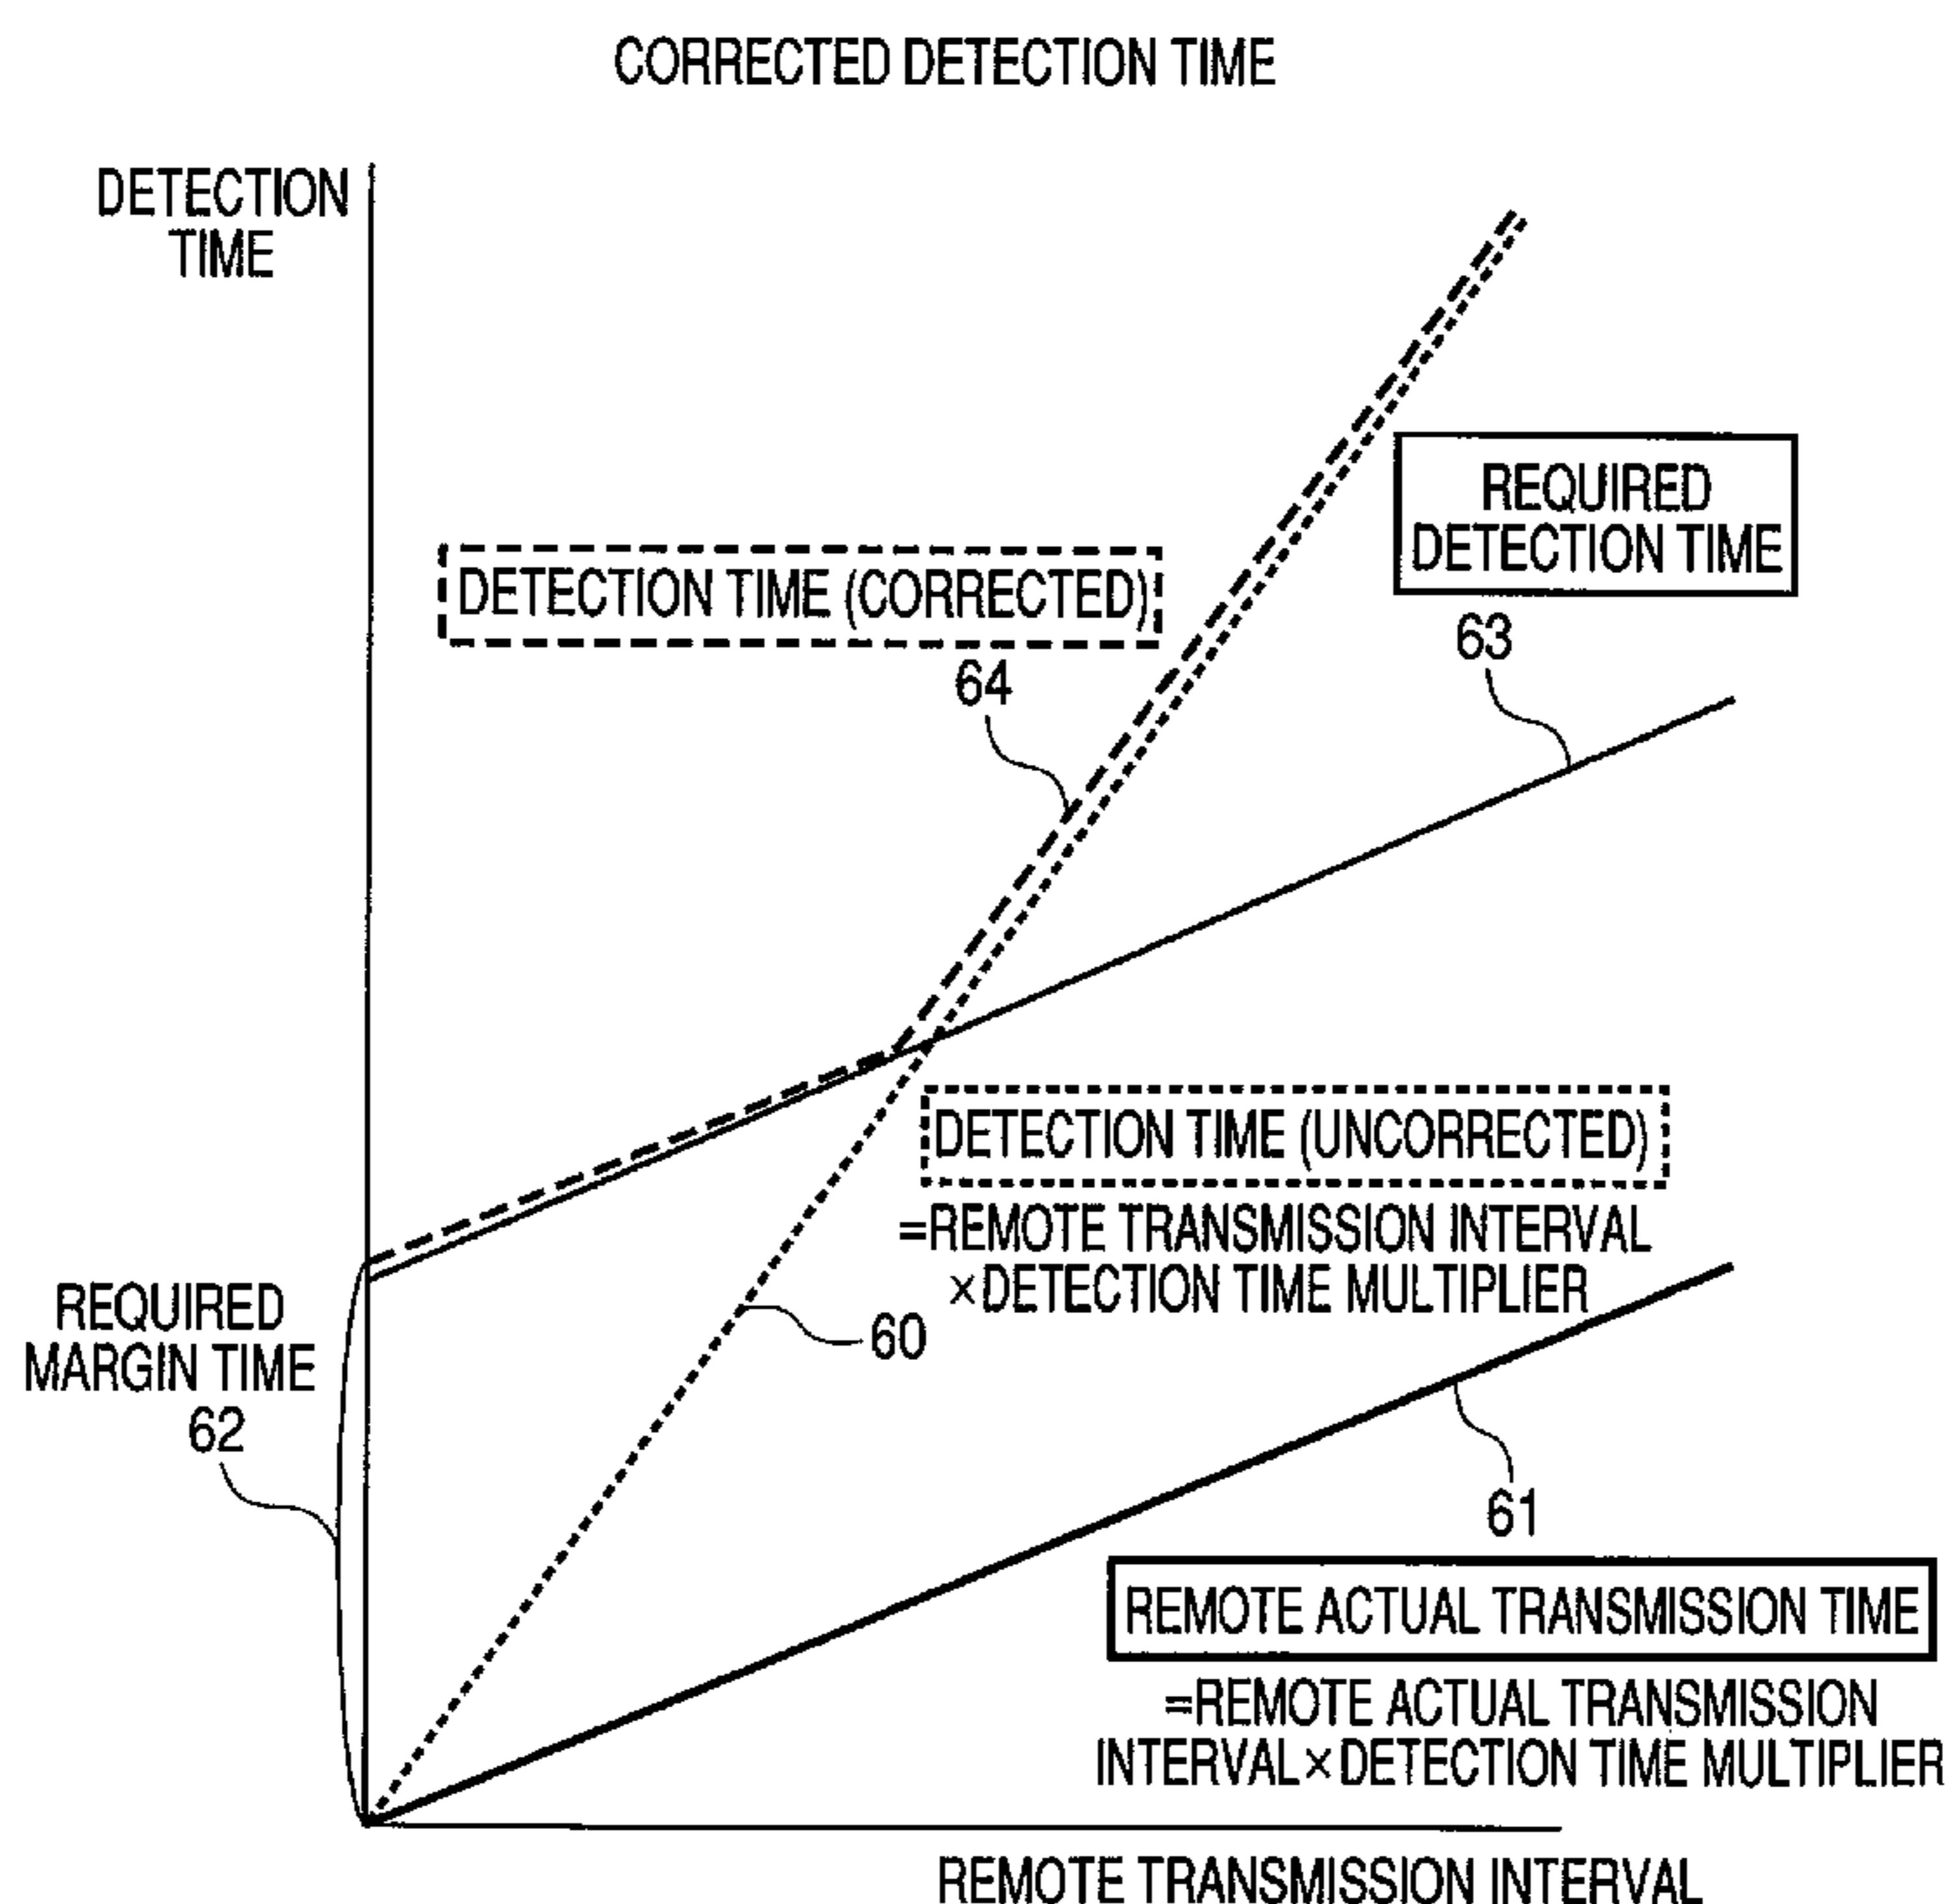 CORRECTED DETECTION TIME
DETECTION
TIME
REQUIRED
DETECTION TIME
63
DETECTION TIME (CORRECTED)
64
DETECTION TIME (UNCORRECTED)
=REMOTE TRANSMISSION INTERVAL
×DETECTION TIME MULTIPLIER
60
REQUIRED
MARGIN TIME
62
61
REMOTE ACTUAL TRANSMISSION TIME
=REMOTE ACTUAL TRANSMISSION
INTERVAL×DETECTION TIME MULTIPLIER
REMOTE TRANSMISSION INTERVAL